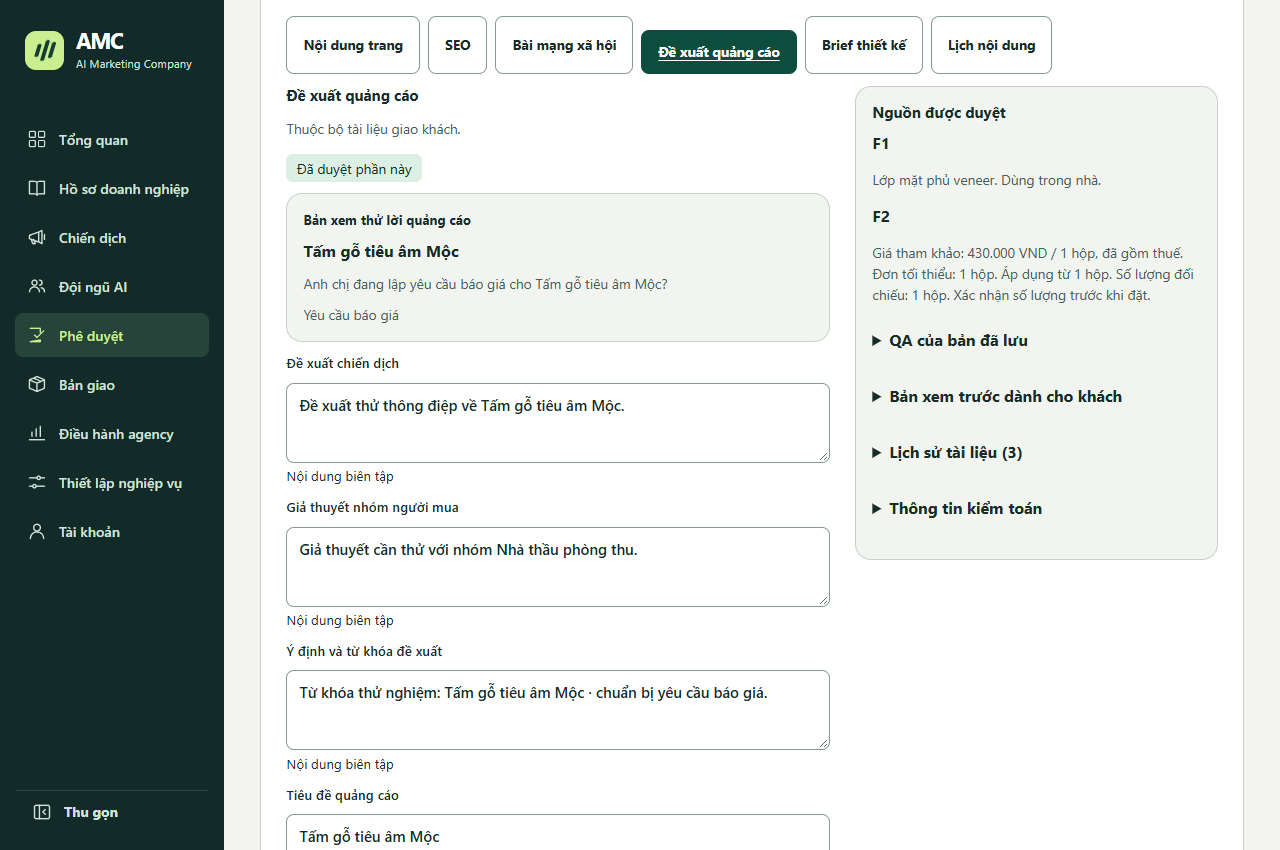 AMC
AI Marketing Company
Tổng quan
Hồ sơ doanh nghiệp
Chiến dịch
Đội ngũ AI
Phê duyệt
Bàn giao
Điều hành agency
Thiết lập nghiệp vụ
Tài khoản
Thu gọn
Nội dung trang
SEO
Bài mạng xã hội
Đề xuất quảng cáo
Brief thiết kế
Lịch nội dung
Đề xuất quảng cáo
Thuộc bộ tài liệu giao khách.
Đã duyệt phần này
Bản xem thử lời quảng cáo
Tấm gỗ tiêu âm Mộc
Anh chị đang lập yêu cầu báo giá cho Tấm gỗ tiêu âm Mộc?
Yêu cầu báo giá
Đề xuất chiến dịch
Đề xuất thử thông điệp về Tấm gỗ tiêu âm Mộc.
Nội dung biên tập
Giả thuyết nhóm người mua
Giả thuyết cần thử với nhóm Nhà thầu phòng thu.
Nội dung biên tập
Ý định và từ khóa đề xuất
Từ khóa thử nghiệm: Tấm gỗ tiêu âm Mộc · chuẩn bị yêu cầu báo giá.
Nội dung biên tập
Tiêu đề quảng cáo
Tấm gỗ tiêu âm Mộc
Nguồn được duyệt
F1
Lớp mặt phủ veneer. Dùng trong nhà.
F2
Giá tham khảo: 430.000 VND / 1 hộp, đã gồm thuế.
Đơn tối thiểu: 1 hộp. Áp dụng từ 1 hộp. Số lượng đối
chiếu: 1 hộp. Xác nhận số lượng trước khi đặt.
QA của bản đã lưu
Bản xem trước dành cho khách
Lịch sử tài liệu (3)
Thông tin kiểm toán